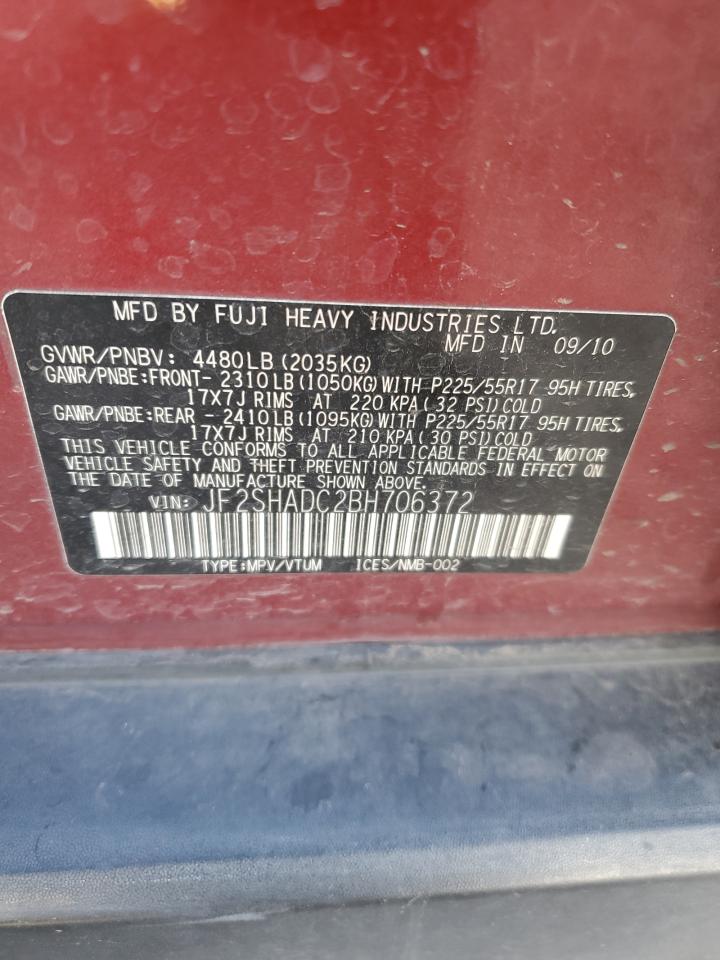 MFD BY FUJI HEAVY INDUSTRIES LTD.
MFD IN 09/10
GVWR/PNBV: 4480LB (2035KG)
GAWR/PNBE:FRONT- 2310LB (1050KG) WITH P225/55R17 95H TIRES,
17X7J RIMS AT 220 KPA (32 PSI) COLD
GAWR/PNBE:REAR - 2410LB (1095KG) WITH P225/55R17 95H TIRES,
17X7J RIMS AT 210 KPA (30 PSI) COLD
THIS VEHICLE CONFORMS TO ALL APPLICABLE FEDERAL MOTOR
VEHICLE SAFETY AND THEFT PREVENTION STANDARDS IN EFFECT ON
THE DATE OF MANUFACTURE SHOWN ABOVE.
VIN: JF2SHADC2BH706372
TYPE:MPV/VTUM ICES/NMB-002